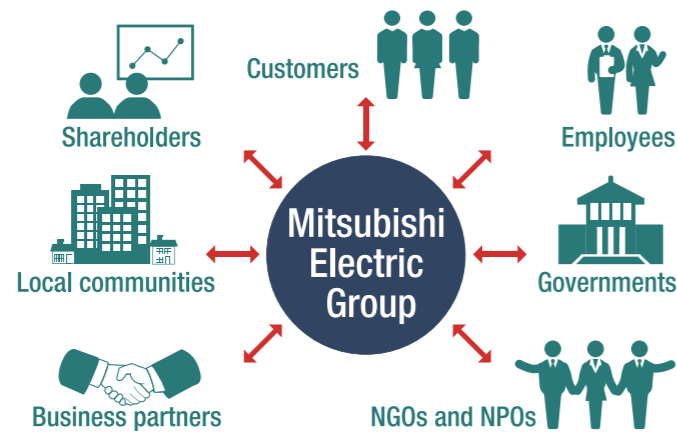 Customers
Shareholders
Employees
Mitsubishi
Electric
Group
Local communities
Governments
Business partners
NGOs and NPOs